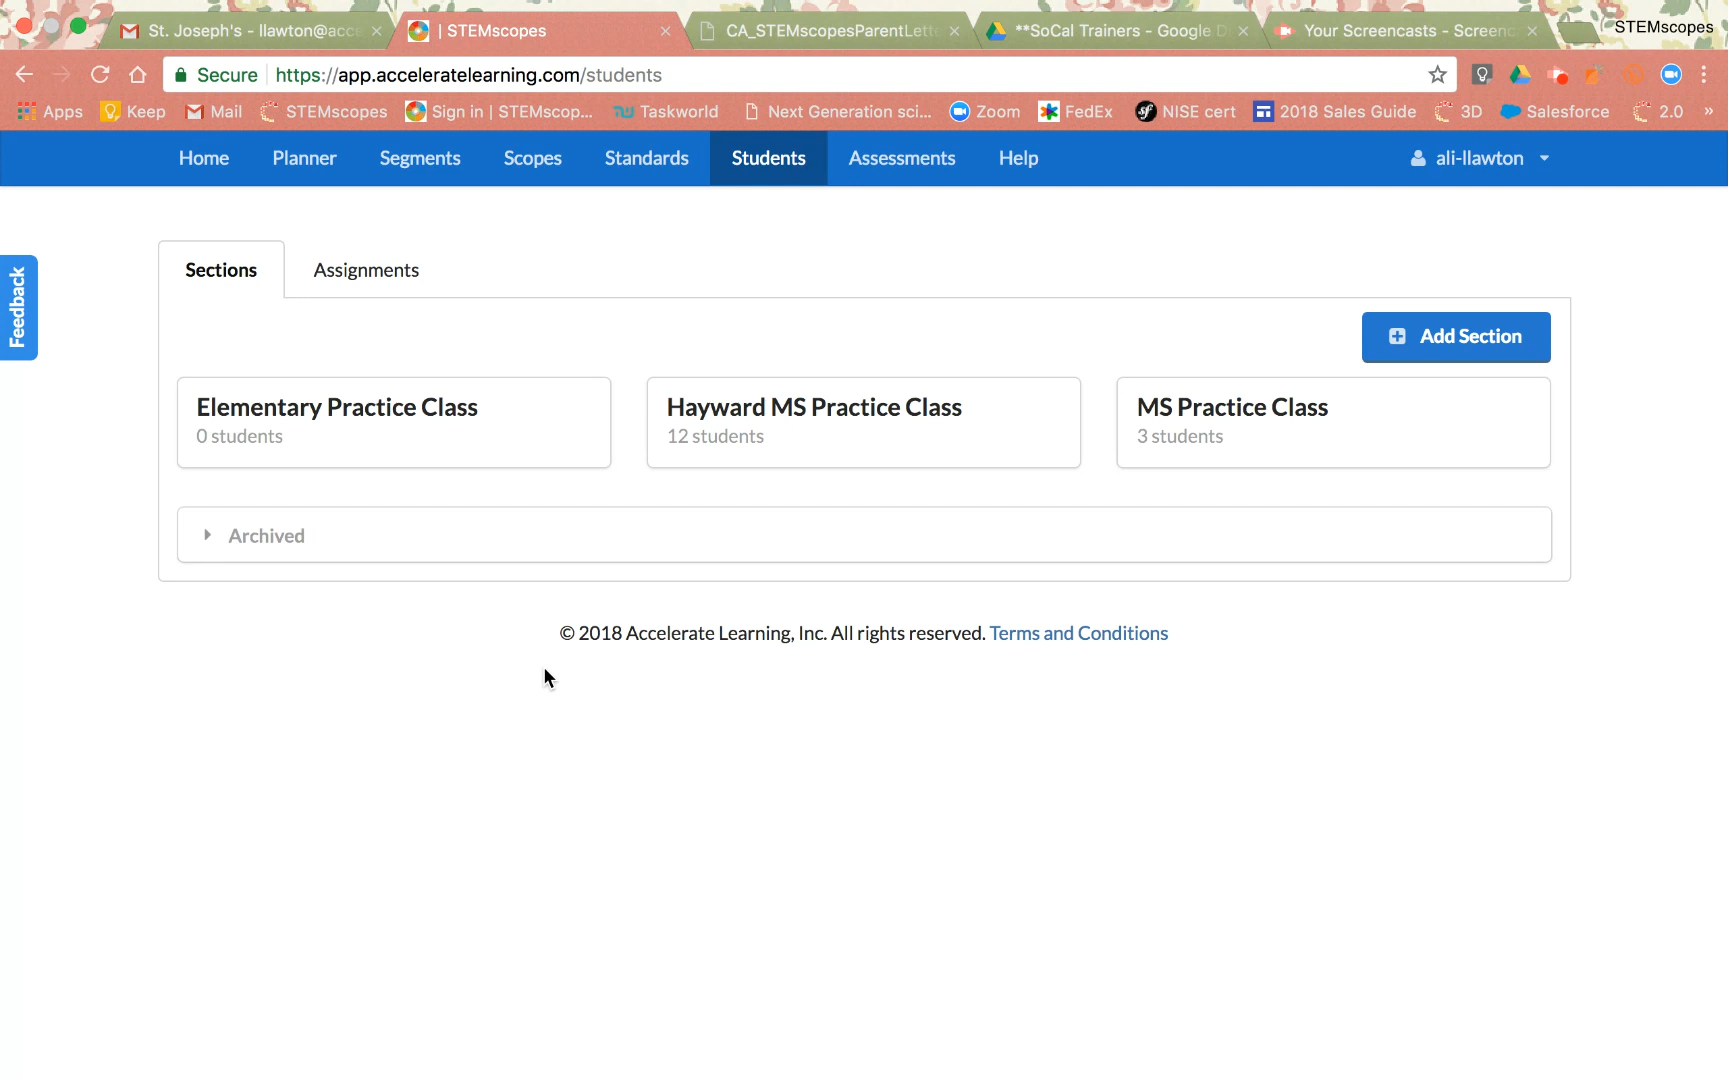 St. Joseph's - llawton@acce
| STEMscopes
CA_STEMscopesParentLette
**SoCal Trainers - Google D
Your Screencasts - Screenc
STEMscopes
Secure https://app.acceleratelearning.com/students
Apps Keep Mail STEMscopes Sign in | STEMscop... Taskworld Next Generation sci... Zoom FedEx NISE cert 2018 Sales Guide 3D Salesforce 2.0 »
Home Planner Segments Scopes Standards Students Assessments Help ali-llawton
Feedback
Sections Assignments
Add Section
Elementary Practice Class
0 students
Hayward MS Practice Class
12 students
MS Practice Class
3 students
Archived
© 2018 Accelerate Learning, Inc. All rights reserved. Terms and Conditions